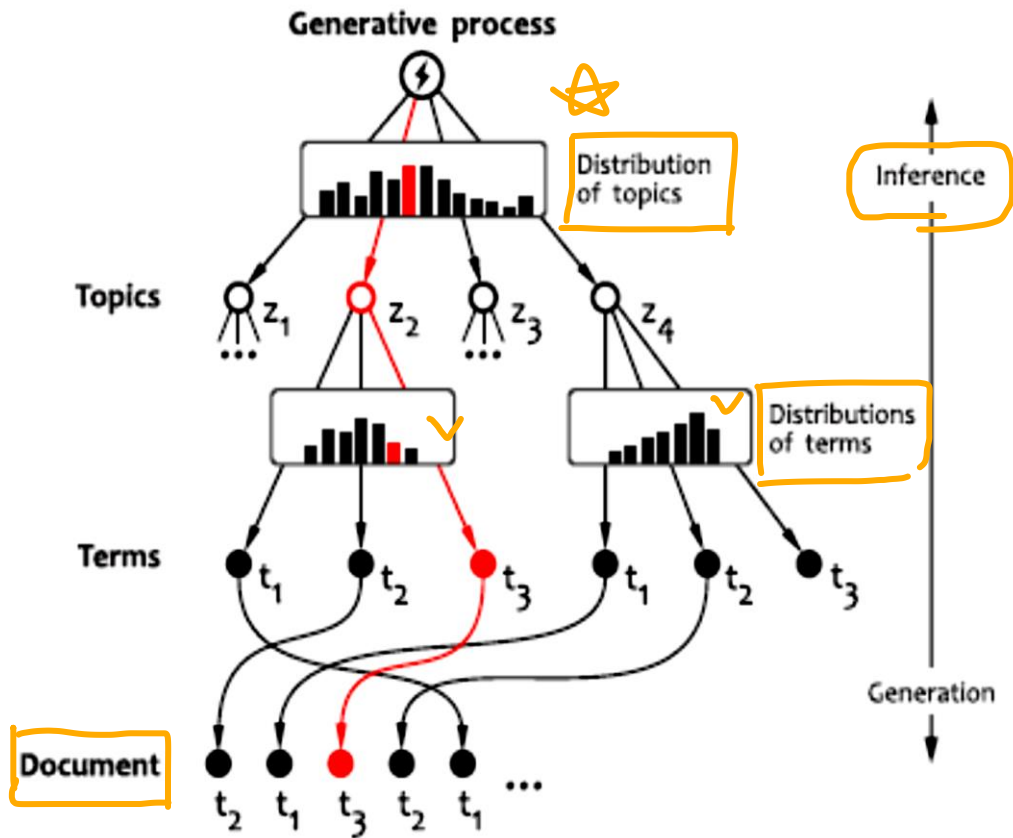 Generative process
Distribution
of topics
Inference
Topics
z₁
z₂
z₃
z₄
...
...
Distributions
of terms
Terms
t₁
t₂
t₃
t₁
t₂
t₃
Generation
Document
...
t₂
t₁
t₃
t₂
t₁